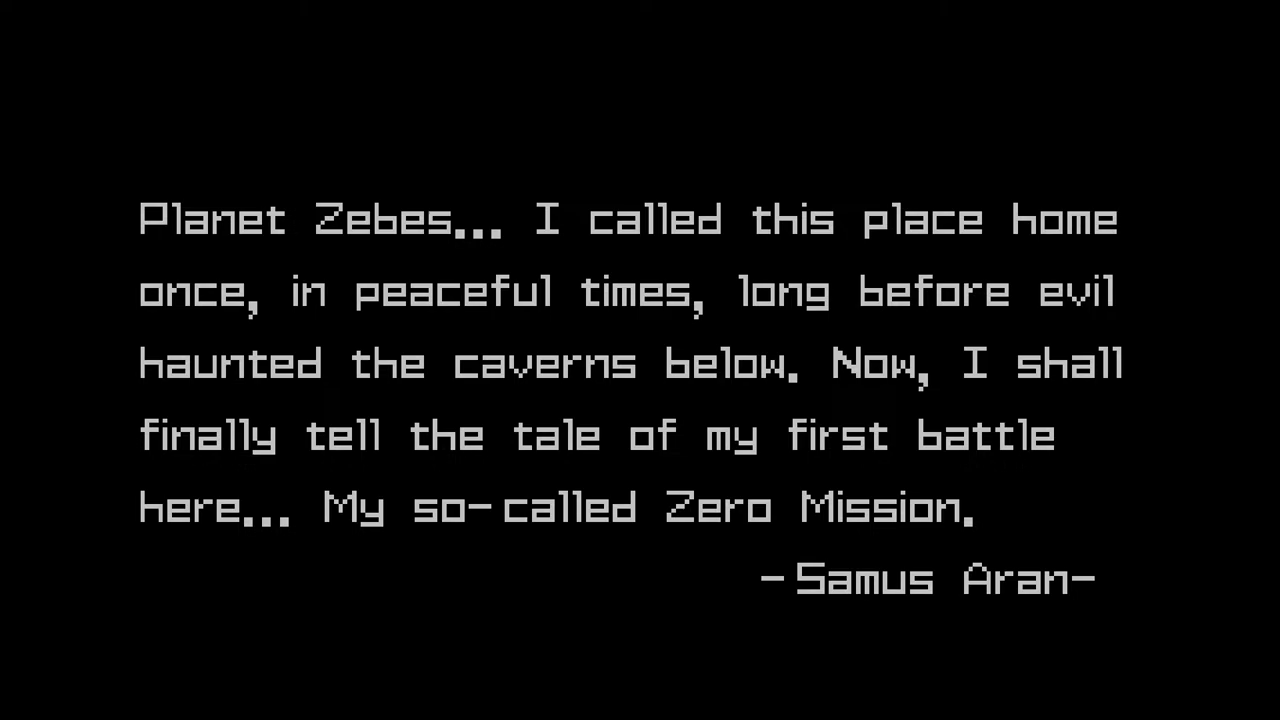 Planet Zebes... I called this place home
once, in peaceful times, long before evil
haunted the caverns below. Now, I shall
finally tell the tale of my first battle
here... My so-called Zero Mission.
-Samus Aran-